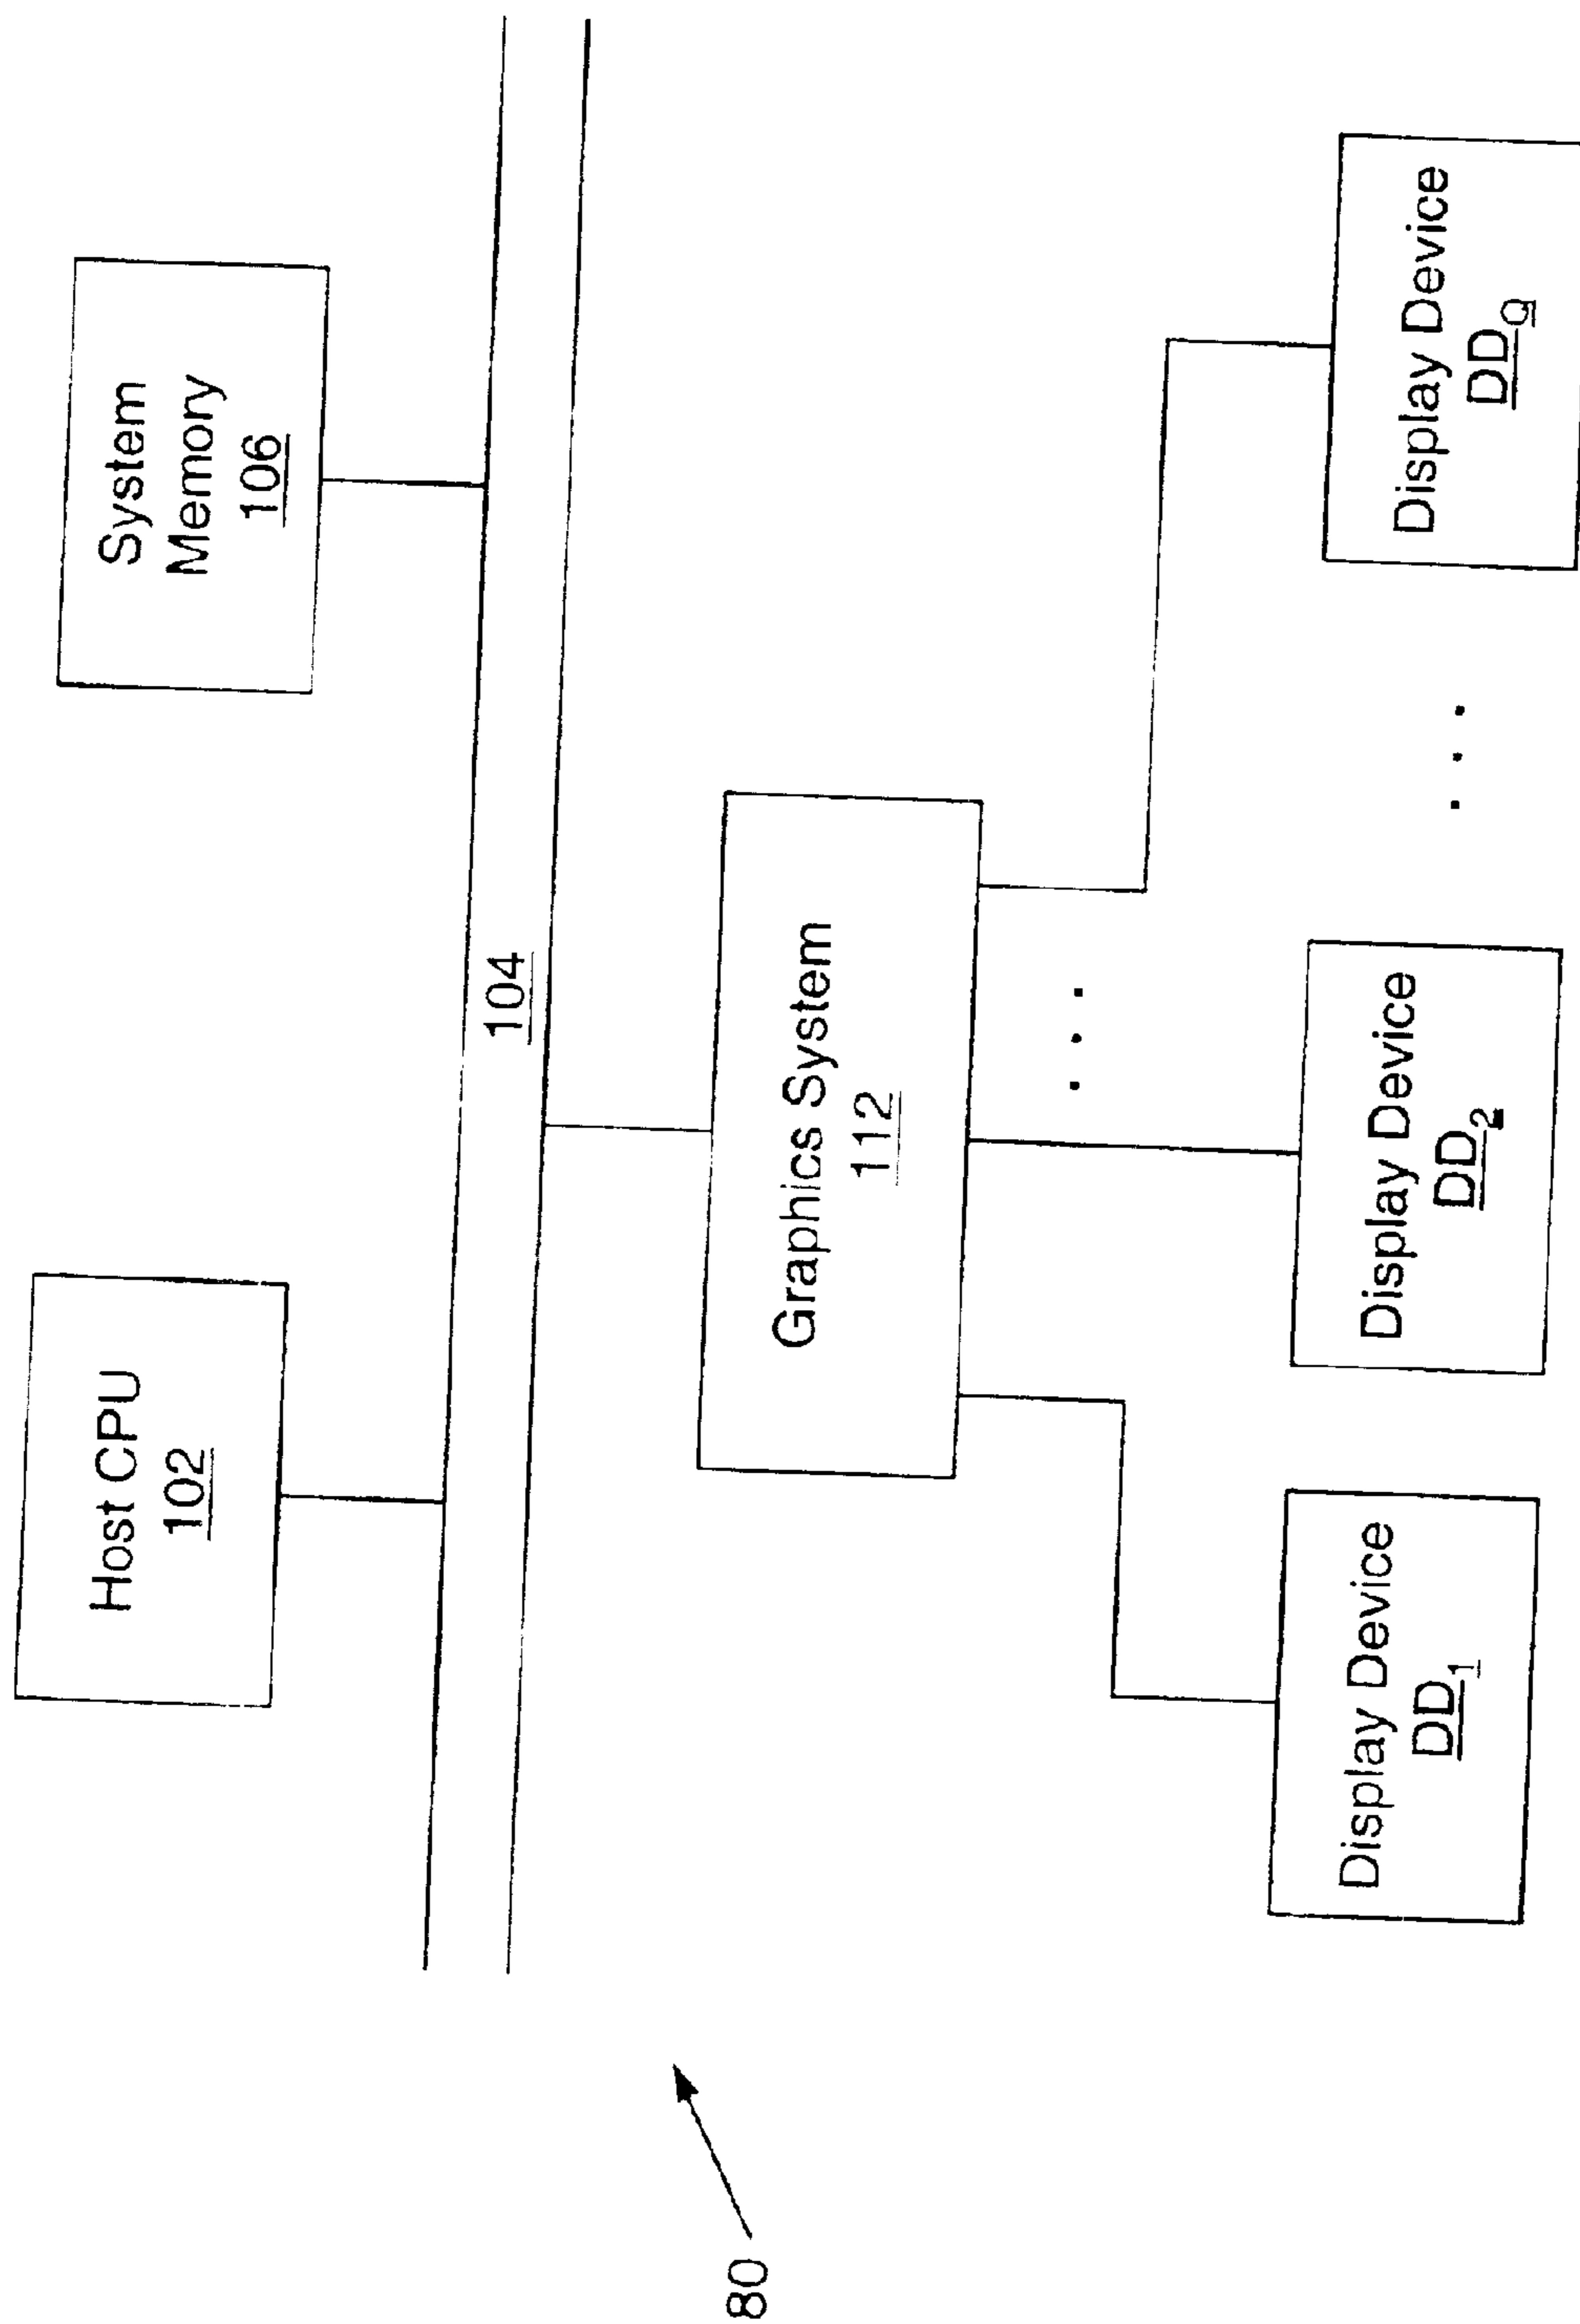 Host CPU
102
System
Memory
106
104
Graphics System
112
. . .
Display Device
DD1
Display Device
DD2
. . .
Display Device
DDQ
80